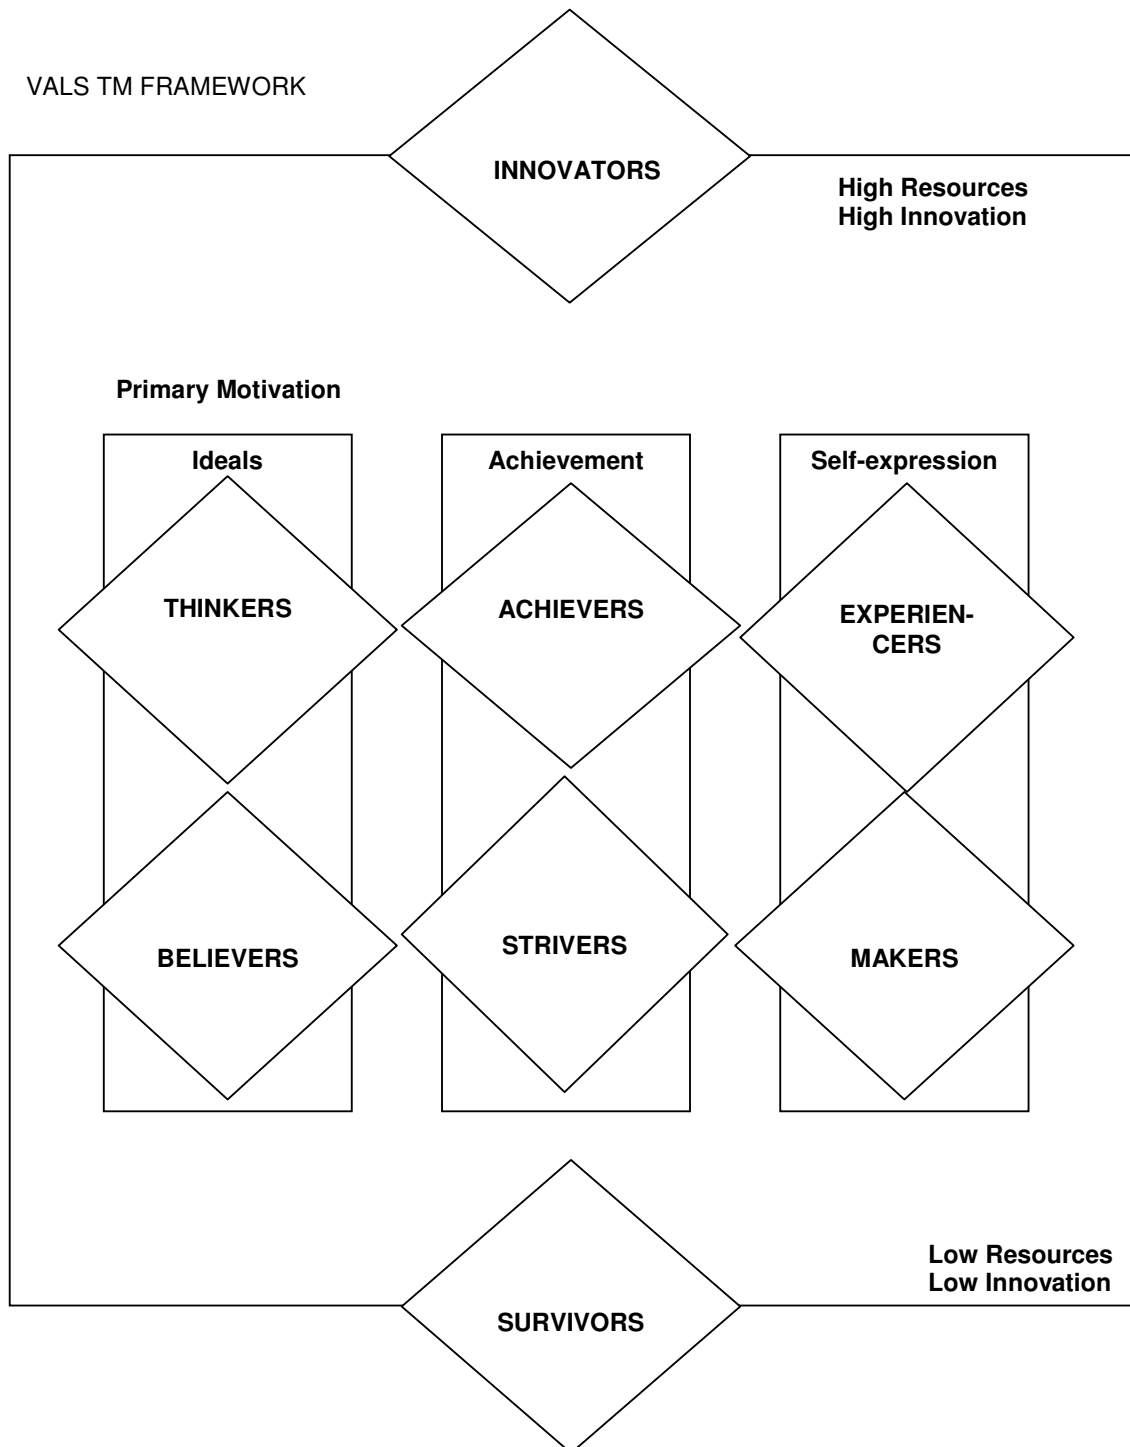 VALS TM FRAMEWORK
INNOVATORS
High Resources
High Innovation
Primary Motivation
Ideals
Achievement
Self-expression
THINKERS
ACHIEVERS
EXPERIEN-
CERS
BELIEVERS
STRIVERS
MAKERS
Low Resources
Low Innovation
SURVIVORS